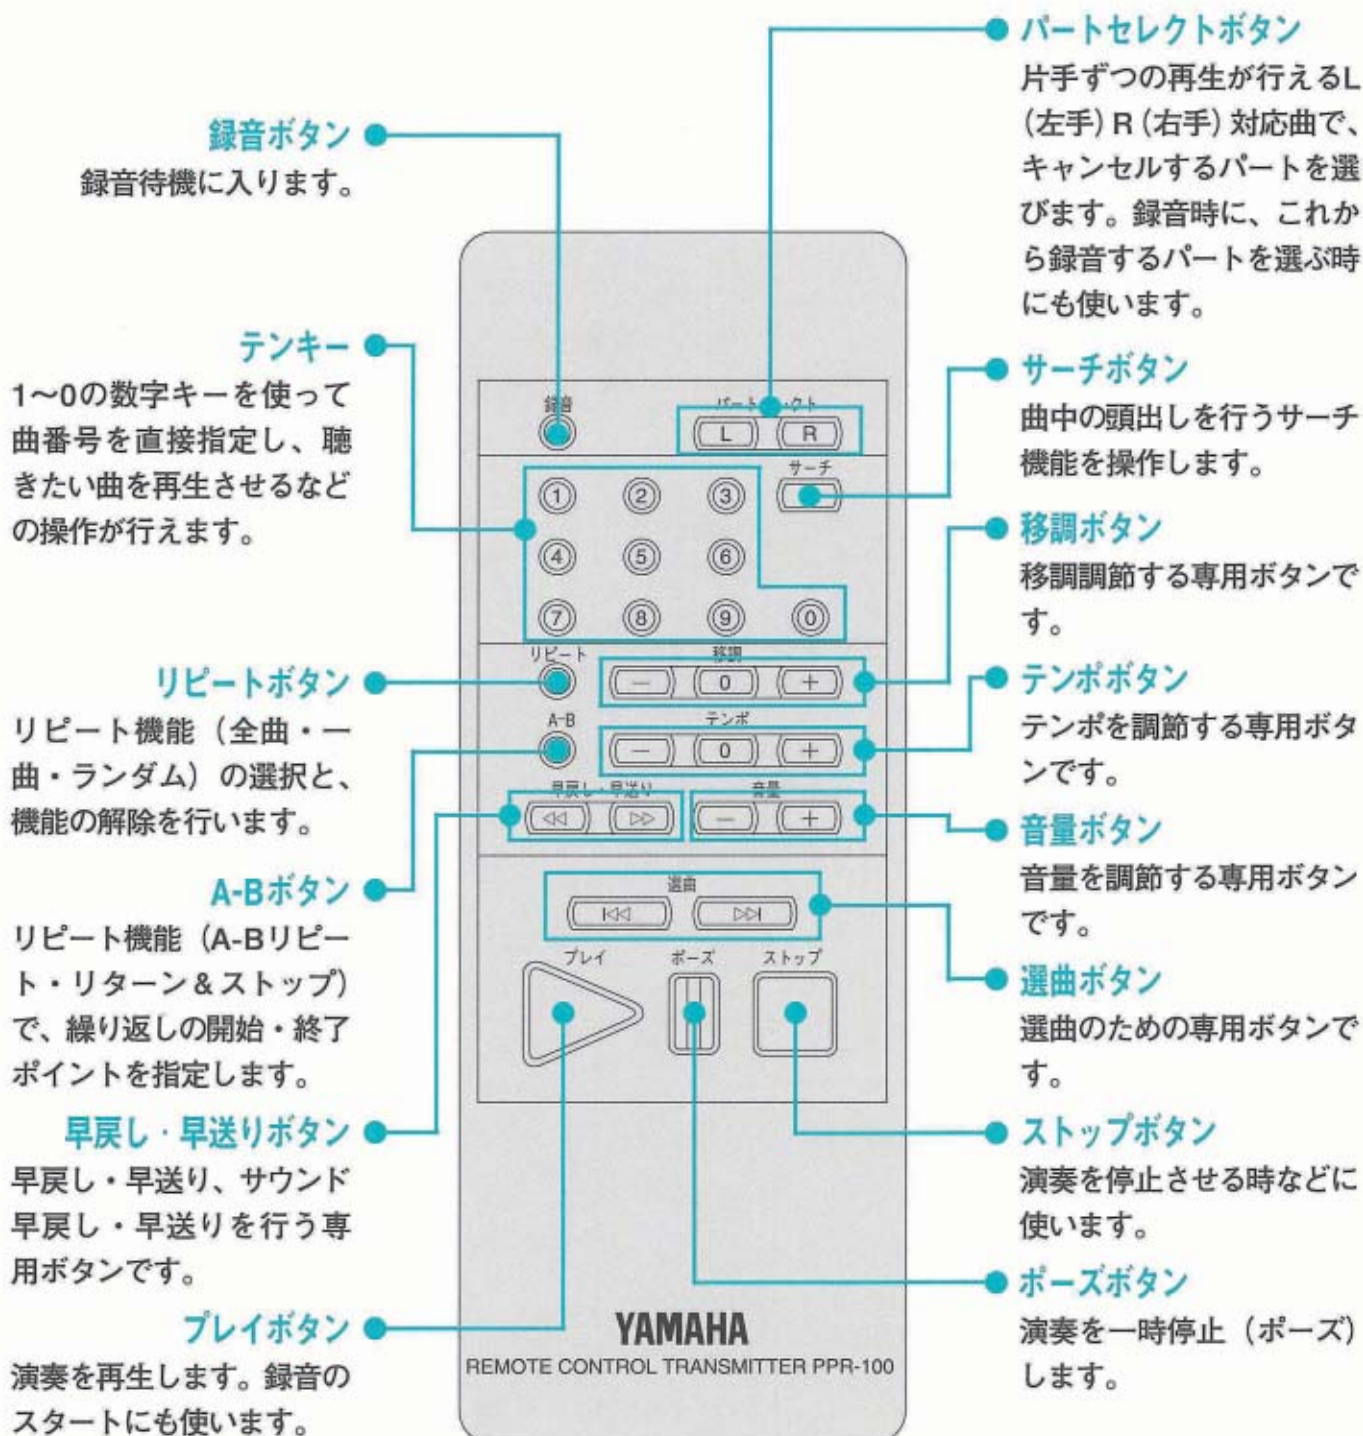 録音ボタン
録音待機に入ります。
テンキー
1〜0の数字キーを使って
曲番号を直接指定し、聴
きたい曲を再生させるなど
の操作が行えます。
リピートボタン
リピート機能(全曲・一
曲・ランダム)の選択と、
機能の解除を行います。
A-Bボタン
リピート機能(A-Bリピー
ト・リターン&ストップ)
で、繰り返しの開始・終了
ポイントを指定します。
早戻し・早送りボタン
早戻し・早送り、サウンド
早戻し・早送りを行う専
用ボタンです。
プレイボタン
演奏を再生します。録音の
スタートにも使います。
録音
L R
サーチ
1 2 3
4 5 6
7 8 9 0
リピート 移調
− 0 +
A-B テンポ
− 0 +
早戻し・早送り 音量
− +
選曲
プレイ ポーズ ストップ
YAMAHA
REMOTE CONTROL TRANSMITTER PPR-100
パートセレクトボタン
片手ずつの再生が行えるL
(左手)R(右手)対応曲で、
キャンセルするパートを選
びます。録音時に、これか
ら録音するパートを選ぶ時
にも使います。
サーチボタン
曲中の頭出しを行うサーチ
機能を操作します。
移調ボタン
移調調節する専用ボタンで
す。
テンポボタン
テンポを調節する専用ボタ
ンです。
音量ボタン
音量を調節する専用ボタン
です。
選曲ボタン
選曲のための専用ボタンで
す。
ストップボタン
演奏を停止させる時などに
使います。
ポーズボタン
演奏を一時停止(ポーズ)
します。